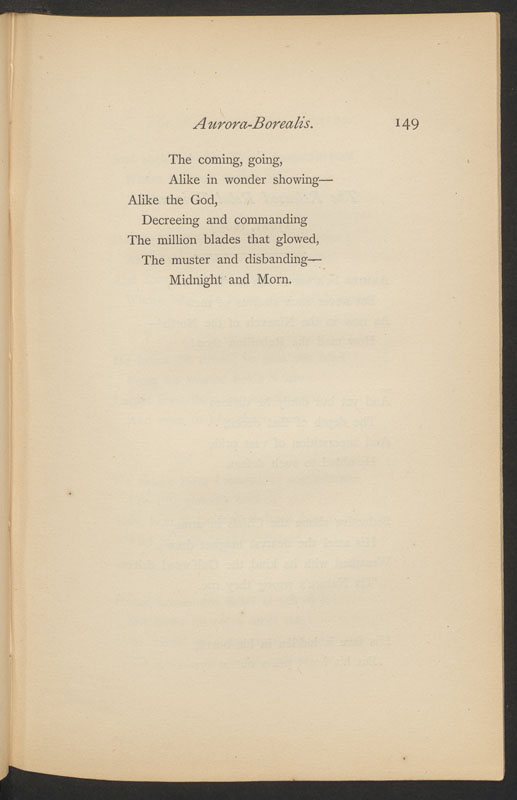 Aurora-Borealis. 149
The coming, going,
Alike in wonder showing—
Alike the God,
Decreeing and commanding
The million blades that glowed,
The muster and disbanding—
Midnight and Morn.